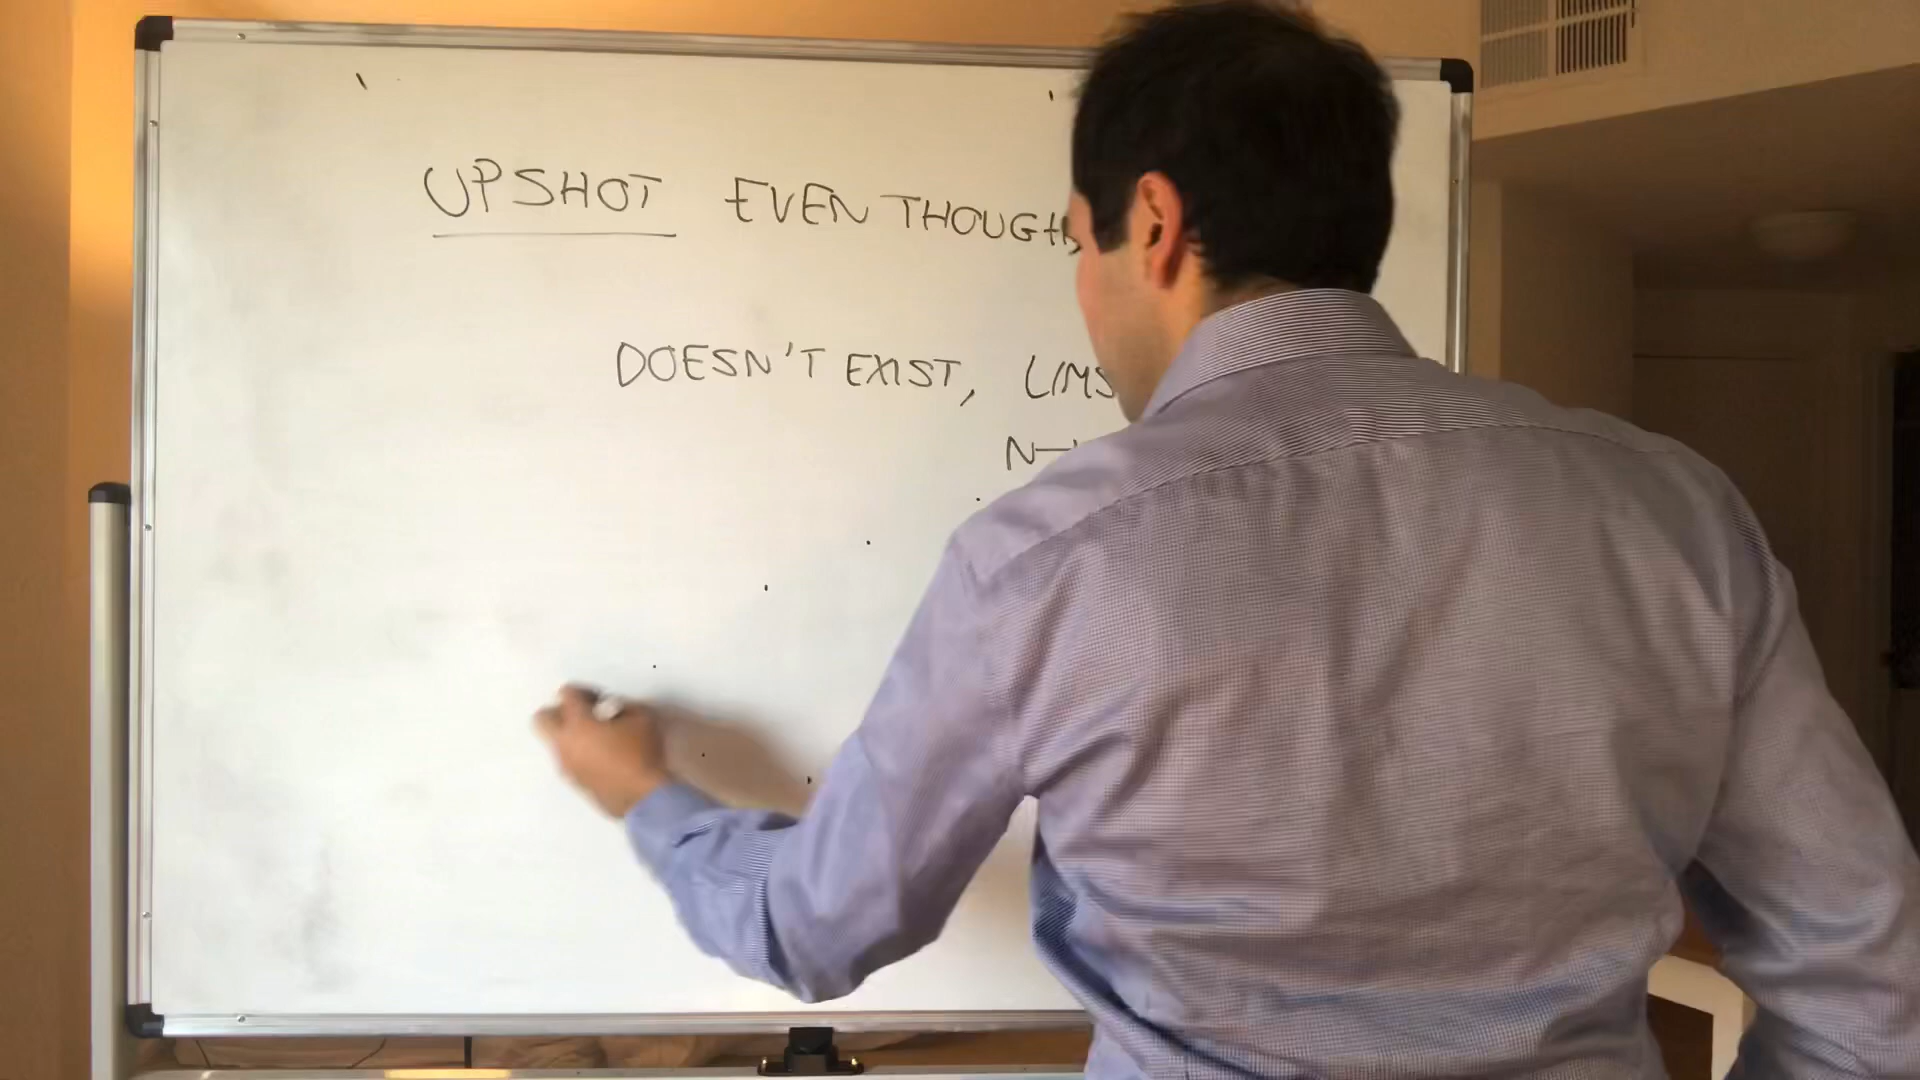 UPSHOT EVEN THOUGH
DOESN'T EXIST, LIMS
N→